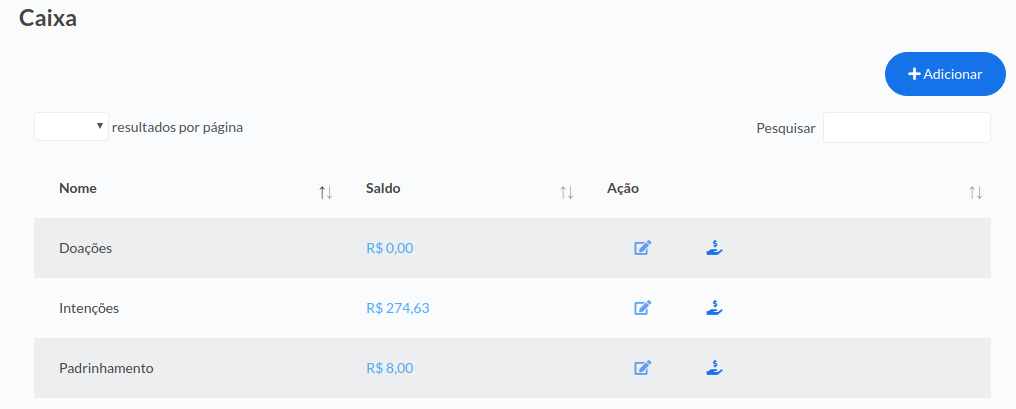 Caixa
+ Adicionar
resultados por página
Pesquisar
Nome Saldo Ação
Doações R$ 0,00
Intenções R$ 274,63
Padrinhamento R$ 8,00